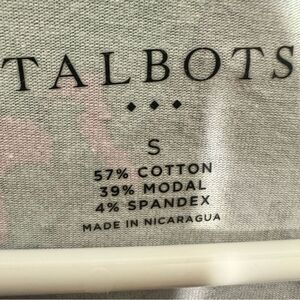 TALBOTS
S
57% COTTON
39% MODAL
4% SPANDEX
MADE IN NICARAGUA